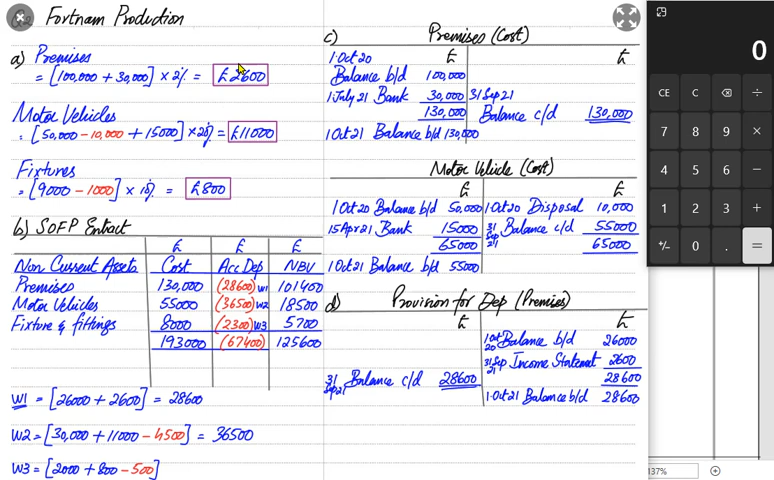 Fortnam Production
a) Premises
= [100,000 + 30,000] × 2% = £2600
Motor Vehicles
= [50,000 - 10,000 + 15000] × 20% = £11000
Fixtures
= [9000 - 1000] × 10% = £800
b) SOFP Extract
£ £ £
Non Current Assets Cost Acc Dep NBV
Premises 130,000 (28600) W1 101400
Motor Vehicles 55000 (36500) W2 18500
Fixture & fittings 8000 (2300) W3 5700
193000 (67400) 125600
W1 = [26000 + 2600] = 28600
W2 = [30,000 + 11000 - 4500] = 36500
W3 = [2000 + 800 - 500]
c) Premises (Cost)
£ £
1 Oct 20
Balance b/d 100,000
1 July 21 Bank 30,000 31 Sep 21
130,000 Balance c/d 130,000
1 Oct 21 Balance b/d 130,000
Motor Vehicle (Cost)
£ £
1 Oct 20 Balance b/d 50,000 1 Oct 20 Disposal 10,000
15 Apr 21 Bank 15000 31 Sep 21 Balance c/d 55000
65000 65000
1 Oct 21 Balance b/d 55000
d) Provision for Dep (Premises)
£ £
1 Oct 20 Balance b/d 26000
31 Sep 21 Income Statement 2600
31 Sep 21 Balance c/d 28600 28600
1 Oct 21 Balance b/d 28600
0
CE C ÷
7 8 9 ×
4 5 6 −
1 2 3 +
+/- 0 . =
137%